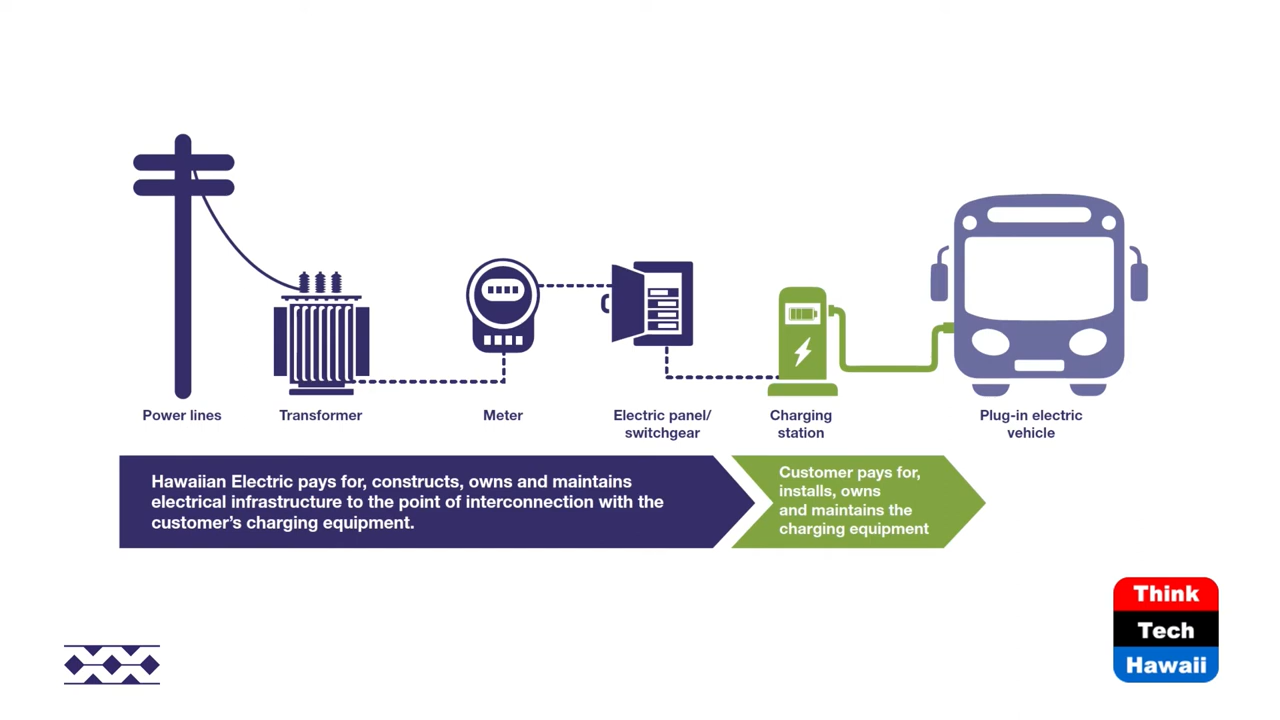 Power lines
Transformer
Meter
Electric panel/
switchgear
Charging
station
Plug-in electric
vehicle
Hawaiian Electric pays for, constructs, owns and maintains
electrical infrastructure to the point of interconnection with the
customer’s charging equipment.
Customer pays for,
installs, owns
and maintains the
charging equipment
Think
Tech
Hawaii